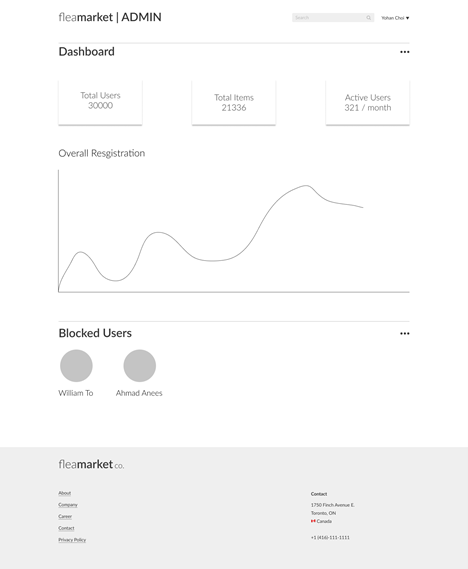 fleamarket | ADMIN
Search
Yohan Choi
Dashboard
Total Users
30000
Total Items
21336
Active Users
321 / month
Overall Resgistration
Blocked Users
William To
Ahmad Anees
fleamarket co.
About
Company
Career
Contact
Privacy Policy
Contact
1750 Finch Avenue E.
Toronto, ON
Canada
+1 (416)-111-1111